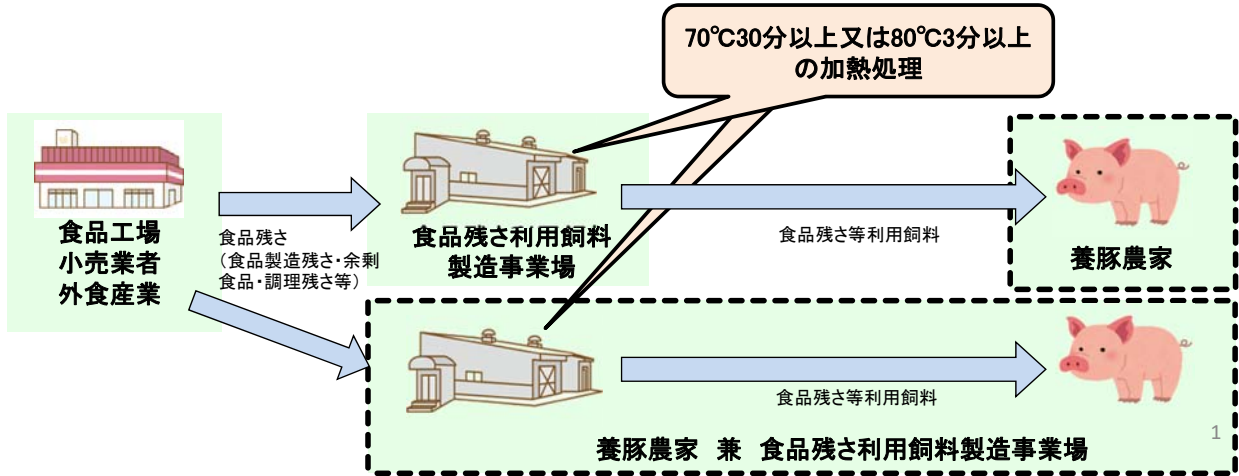 70℃30分以上又は80℃3分以上
の加熱処理
食品工場
小売業者
外食産業
食品残さ
（食品製造残さ・余剰
食品・調理残さ等）
食品残さ利用飼料
製造事業場
食品残さ等利用飼料
養豚農家
食品残さ等利用飼料
養豚農家　兼　食品残さ利用飼料製造事業場
1